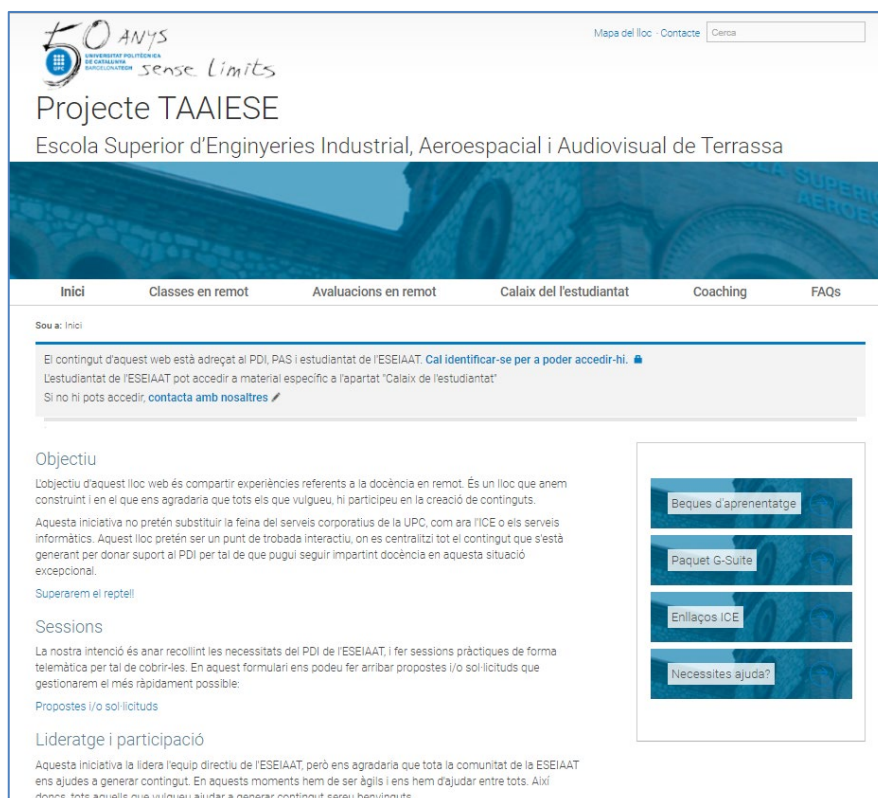 50 ANYS
UNIVERSITAT POLITÈCNICA
DE CATALUNYA
BARCELONATECH
UPC
sense límits
Mapa del lloc · Contacte
Cerca
Projecte TAAIESE
Escola Superior d'Enginyeries Industrial, Aeroespacial i Audiovisual de Terrassa
Inici Classes en remot Avaluacions en remot Calaix del l'estudiantat Coaching FAQs
Sou a: Inici
El contingut d'aquest web està adreçat al PDI, PAS i estudiantat de l'ESEIAAT. Cal identificar-se per a poder accedir-hi.
L'estudiantat de l'ESEIAAT pot accedir a material específic a l'apartat "Calaix de l'estudiantat"
Si no hi pots accedir, contacta amb nosaltres
Objectiu
L'objectiu d'aquest lloc web és compartir experiències referents a la docència en remot. És un lloc que anem
construint i en el que ens agradaria que tots els que vulgueu, hi participeu en la creació de continguts.
Aquesta iniciativa no pretén substituir la feina del serveis corporatius de la UPC, com ara l'ICE o els serveis
informàtics. Aquest lloc pretén ser un punt de trobada interactiu, on es centralitzi tot el contingut que s'està
generant per donar suport al PDI per tal de que pugui seguir impartint docència en aquesta situació
excepcional.
Superarem el repte!!
Sessions
La nostra intenció és anar recollint les necessitats del PDI de l'ESEIAAT, i fer sessions pràctiques de forma
telemàtica per tal de cobrir-les. En aquest formulari ens podeu fer arribar propostes i/o sol·licituds que
gestionarem el més ràpidament possible:
Propostes i/o sol·licituds
Lideratge i participació
Aquesta iniciativa la lidera l'equip directiu de l'ESEIAAT, però ens agradaria que tota la comunitat de la ESEIAAT
ens ajudes a generar contingut. En aquests moments hem de ser àgils i ens hem d'ajudar entre tots. Així
doncs, tots aquells que vulgueu ajudar a generar contingut sereu benvinguts.
Beques d'aprenentatge
Paquet G-Suite
Enllaços ICE
Necessites ajuda?